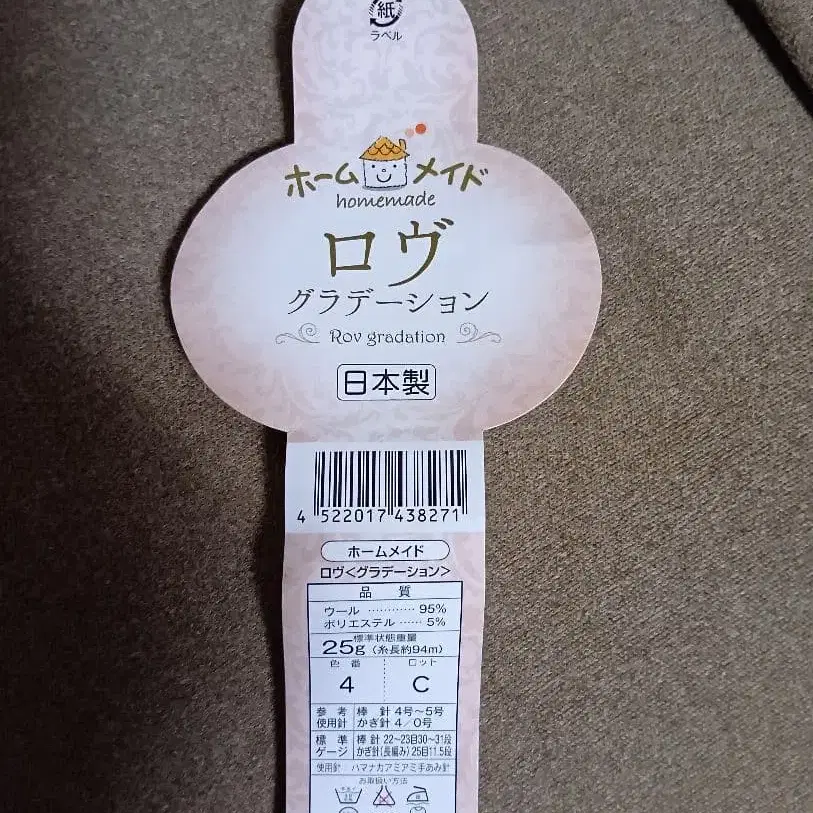 紙
ラベル
ホームメイド
homemade
ロヴ
グラデーション
Rov gradation
日本製
4 522017 438271
ホームメイド
ロヴ<グラデーション>
品 質
ウール ………… 95%
ポリエステル …… 5%
標準状態重量
25g (糸長約94m)
色番 ロット
4 C
参考 棒針 4号～5号
使用針 かぎ針 4/0号
標準 棒針 22～23目30～31段
ゲージ かぎ針(長編み)25目11.5段
使用針:ハマナカアミアミ手あみ針
お取扱い方法